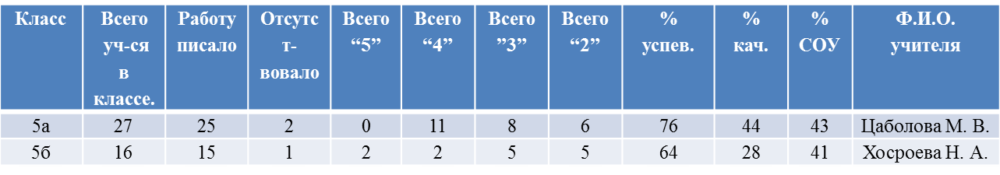 Класс Всего Работу Отсутс Всего Всего Всего Всего % % % Ф.И.О.
уч-ся писало т- “5” “4” ”3” “2” успев. кач. СОУ учителя
в вовало
классе.
5а 27 25 2 0 11 8 6 76 44 43 Цаболова М. В.
5б 16 15 1 2 2 5 5 64 28 41 Хосроева Н. А.